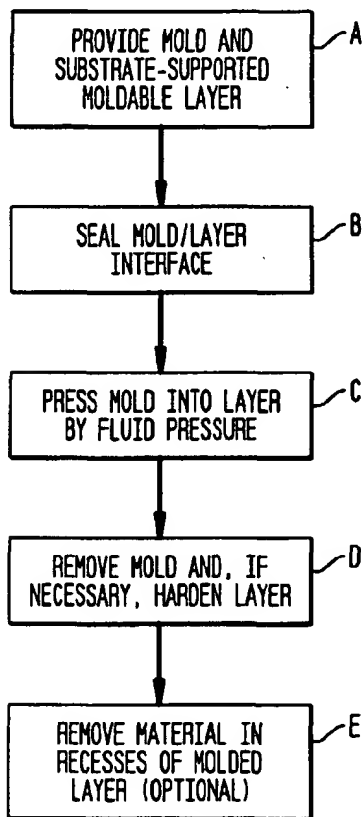 PROVIDE MOLD AND
SUBSTRATE-SUPPORTED
MOLDABLE LAYER
A
SEAL MOLD/LAYER
INTERFACE
B
PRESS MOLD INTO LAYER
BY FLUID PRESSURE
C
REMOVE MOLD AND, IF
NECESSARY, HARDEN LAYER
D
REMOVE MATERIAL IN
RECESSES OF MOLDED
LAYER (OPTIONAL)
E